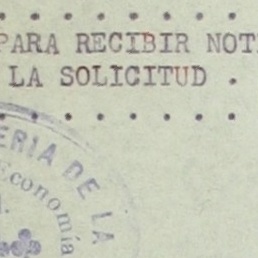 PARA RECIBIR NOT
LA SOLICITUD .
ERIA DE LA
Economía